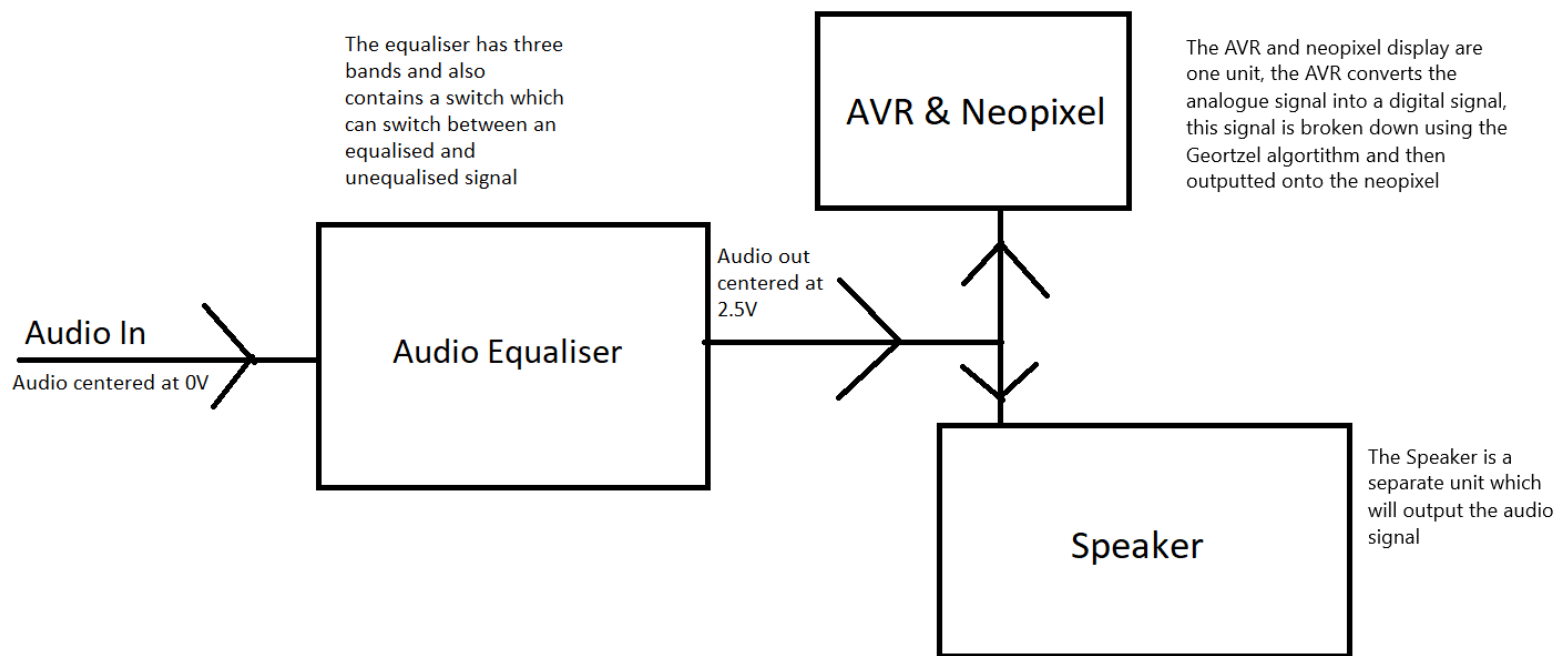 The equaliser has three
bands and also
contains a switch which
can switch between an
equalised and
unequalised signal
AVR & Neopixel
The AVR and neopixel display are
one unit, the AVR converts the
analogue signal into a digital signal,
this signal is broken down using the
Geortzel algortithm and then
outputted onto the neopixel
Audio In
Audio centered at 0V
Audio Equaliser
Audio out
centered at
2.5V
Speaker
The Speaker is a
separate unit which
will output the audio
signal